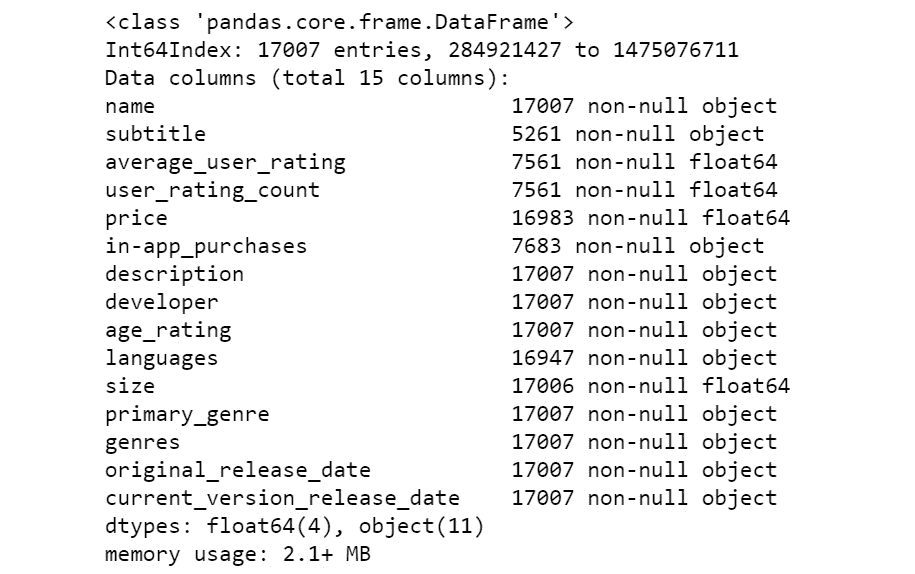 <class 'pandas.core.frame.DataFrame'>
Int64Index: 17007 entries, 284921427 to 1475076711
Data columns (total 15 columns):
name                             17007 non-null object
subtitle                         5261 non-null object
average_user_rating              7561 non-null float64
user_rating_count                7561 non-null float64
price                            16983 non-null float64
in-app_purchases                 7683 non-null object
description                      17007 non-null object
developer                        17007 non-null object
age_rating                       17007 non-null object
languages                        16947 non-null object
size                             17006 non-null float64
primary_genre                    17007 non-null object
genres                           17007 non-null object
original_release_date            17007 non-null object
current_version_release_date     17007 non-null object
dtypes: float64(4), object(11)
memory usage: 2.1+ MB